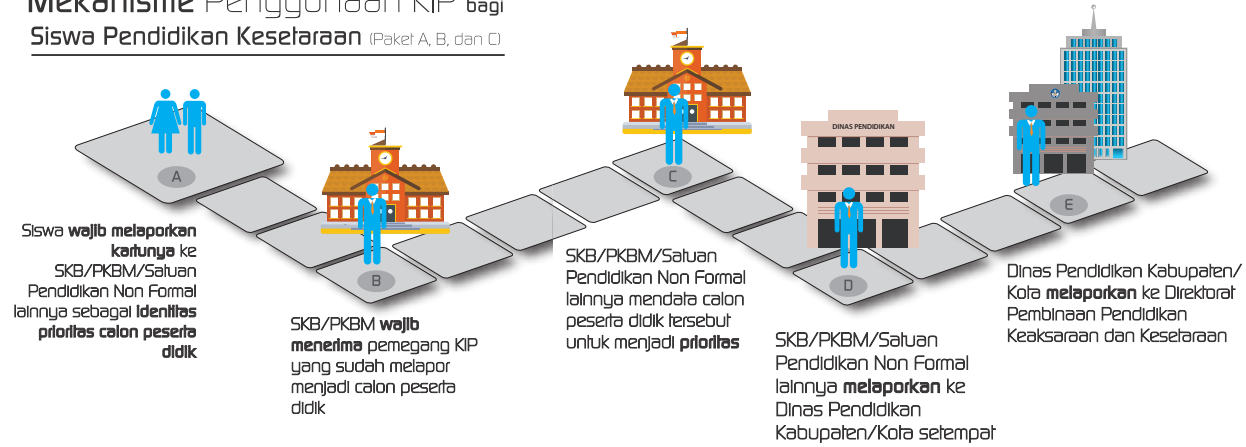 Mekanisme Penggunaan KIP bagi
Siswa Pendidikan Kesetaraan (Paket A, B, dan C)
A
Siswa wajib melaporkan
kartunya ke
SKB/PKBM/Satuan
Pendidikan Non Formal
lainnya sebagai identitas
prioritas calon peserta
didik
B
SKB/PKBM wajib
menerima pemegang KIP
yang sudah melapor
menjadi calon peserta
didik
C
SKB/PKBM/Satuan
Pendidikan Non Formal
lainnya mendata calon
peserta didik tersebut
untuk menjadi prioritas
DINAS PENDIDIKAN
D
SKB/PKBM/Satuan
Pendidikan Non Formal
lainnya melaporkan ke
Dinas Pendidikan
Kabupaten/Kota setempat
E
Dinas Pendidikan Kabupaten/
Kota melaporkan ke Direktorat
Pembinaan Pendidikan
Keaksaraan dan Kesetaraan